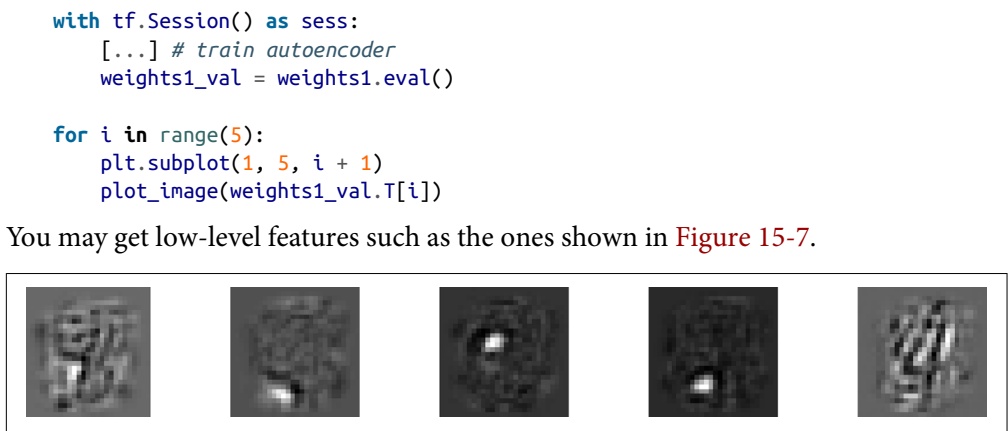 with tf.Session() as sess:
    [...] # train autoencoder
    weights1_val = weights1.eval()
for i in range(5):
    plt.subplot(1, 5, i + 1)
    plot_image(weights1_val.T[i])
You may get low-level features such as the ones shown in Figure 15-7.